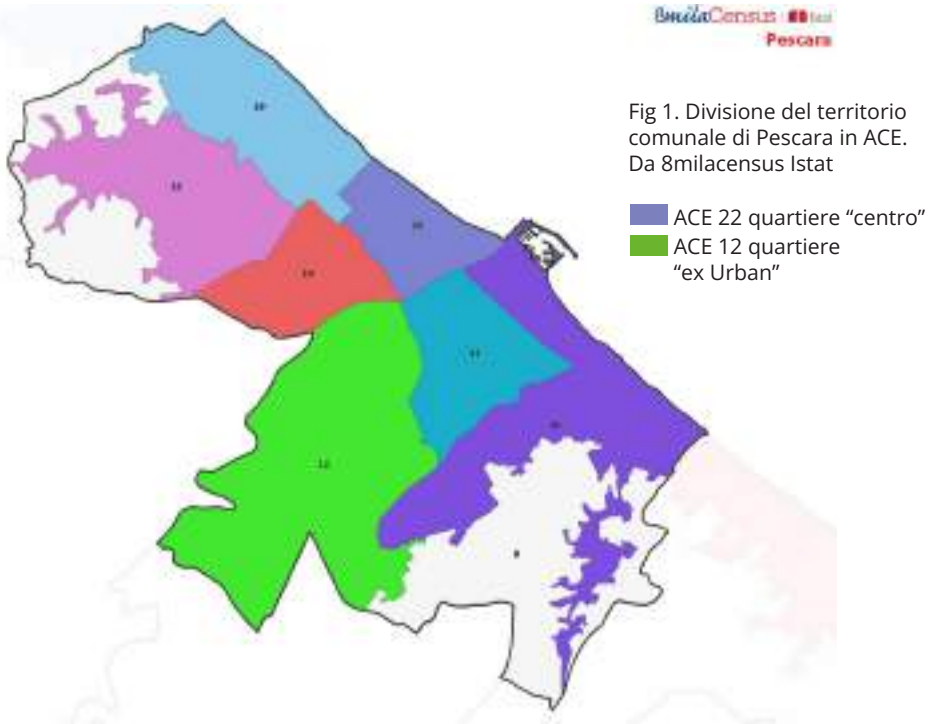 8milaCensus
Pescara
Fig 1. Divisione del territorio
comunale di Pescara in ACE.
Da 8milacensus Istat
ACE 22 quartiere “centro”
ACE 12 quartiere
“ex Urban”